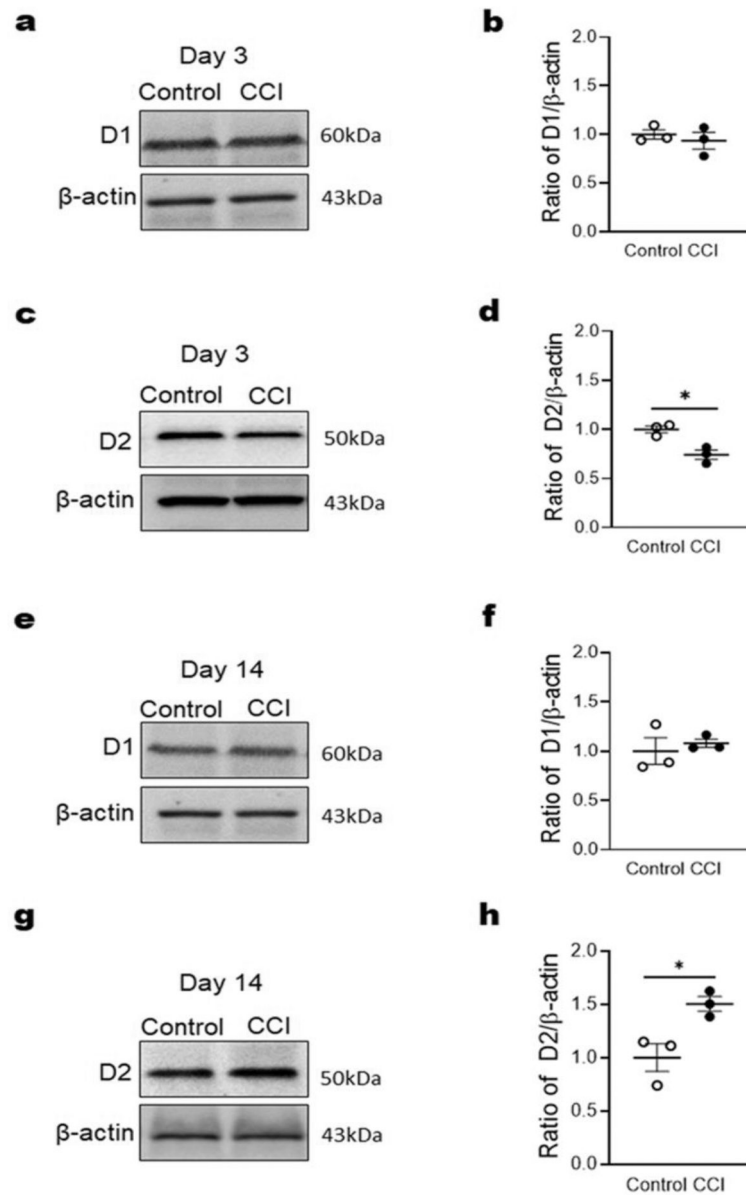 a
Day 3
Control CCI
D1 60kDa
β-actin 43kDa
b
Ratio of D1/β-actin
2.0
1.5
1.0
0.5
0.0
Control CCI
c
Day 3
Control CCI
D2 50kDa
β-actin 43kDa
d
Ratio of D2/β-actin
2.0
1.5
1.0
0.5
0.0
*
Control CCI
e
Day 14
Control CCI
D1 60kDa
β-actin 43kDa
f
Ratio of D1/β-actin
2.0
1.5
1.0
0.5
0.0
Control CCI
g
Day 14
Control CCI
D2 50kDa
β-actin 43kDa
h
Ratio of D2/β-actin
2.0
1.5
1.0
0.5
0.0
*
Control CCI